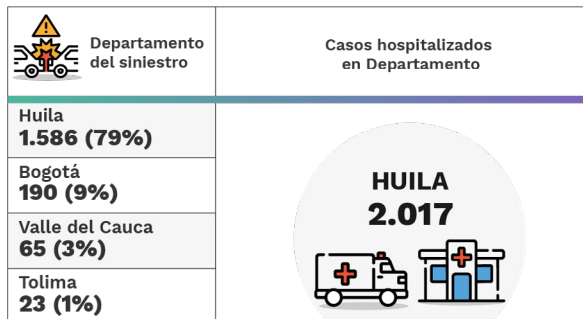 Departamento
del siniestro
Casos hospitalizados
en Departamento
Huila
1.586 (79%)
Bogotá
190 (9%)
Valle del Cauca
65 (3%)
Tolima
23 (1%)
HUILA
2.017